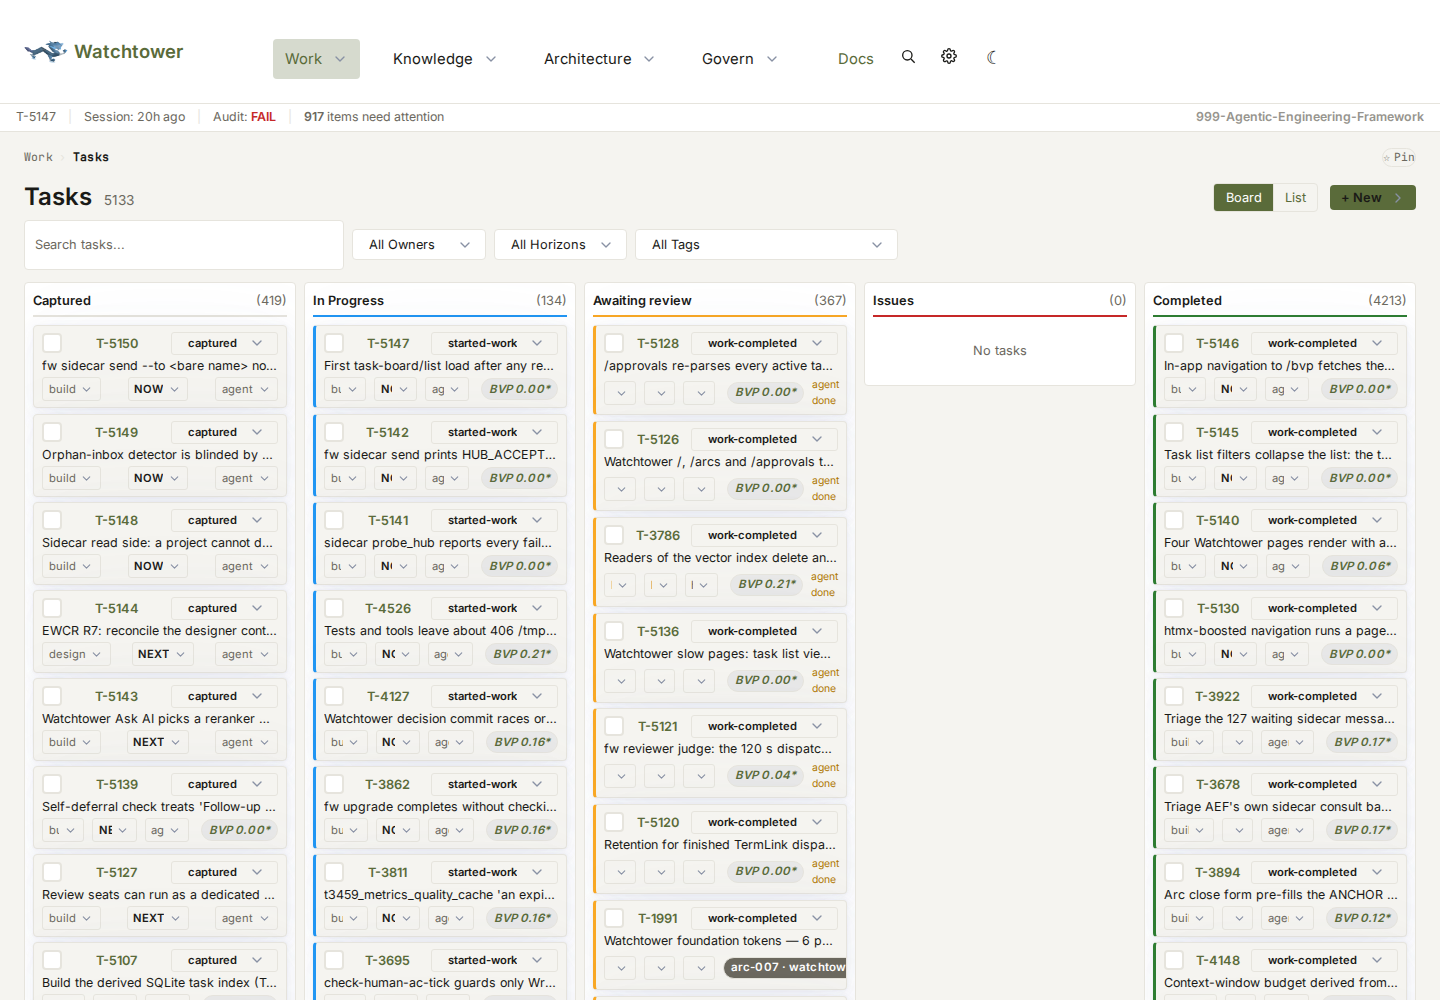 Watchtower
Work
Knowledge
Architecture
Govern
Docs
T-5147 Session: 20h ago Audit: FAIL 917 items need attention 999-Agentic-Engineering-Framework
Work › Tasks
☆ Pin
Tasks 5133
Board List + New
Search tasks...
All Owners
All Horizons
All Tags
Captured (419)
T-5150 captured
fw sidecar send --to <bare name> no...
build NOW agent
T-5149 captured
Orphan-inbox detector is blinded by ...
build NOW agent
T-5148 captured
Sidecar read side: a project cannot d...
build NOW agent
T-5144 captured
EWCR R7: reconcile the designer cont...
design NEXT agent
T-5143 captured
Watchtower Ask AI picks a reranker ...
build NEXT agent
T-5139 captured
Self-deferral check treats 'Follow-up ...
BVP 0.00*
T-5127 captured
Review seats can run as a dedicated ...
build NEXT agent
T-5107 captured
Build the derived SQLite task index (T...
In Progress (134)
T-5147 started-work
First task-board/list load after any re...
BVP 0.00*
T-5142 started-work
fw sidecar send prints HUB_ACCEPT...
BVP 0.00*
T-5141 started-work
sidecar probe_hub reports every fail...
BVP 0.00*
T-4526 started-work
Tests and tools leave about 406 /tmp...
BVP 0.21*
T-4127 started-work
Watchtower decision commit races or...
BVP 0.16*
T-3862 started-work
fw upgrade completes without checki...
BVP 0.16*
T-3811 started-work
t3459_metrics_quality_cache 'an expi...
BVP 0.16*
T-3695 started-work
check-human-ac-tick guards only Wr...
Awaiting review (367)
T-5128 work-completed
/approvals re-parses every active ta...
BVP 0.00* agent done
T-5126 work-completed
Watchtower /, /arcs and /approvals t...
BVP 0.00* agent done
T-3786 work-completed
Readers of the vector index delete an...
BVP 0.21* agent done
T-5136 work-completed
Watchtower slow pages: task list vie...
BVP 0.00* agent done
T-5121 work-completed
fw reviewer judge: the 120 s dispatc...
BVP 0.04* agent done
T-5120 work-completed
Retention for finished TermLink dispa...
BVP 0.00* agent done
T-1991 work-completed
Watchtower foundation tokens — 6 p...
arc-007 · watchtow
Issues (0)
No tasks
Completed (4213)
T-5146 work-completed
In-app navigation to /bvp fetches the...
BVP 0.00*
T-5145 work-completed
Task list filters collapse the list: the t...
BVP 0.00*
T-5140 work-completed
Four Watchtower pages render with a...
BVP 0.06*
T-5130 work-completed
htmx-boosted navigation runs a page...
BVP 0.00*
T-3922 work-completed
Triage the 127 waiting sidecar messa...
BVP 0.17*
T-3678 work-completed
Triage AEF's own sidecar consult ba...
BVP 0.17*
T-3894 work-completed
Arc close form pre-fills the ANCHOR ...
BVP 0.12*
T-4148 work-completed
Context-window budget derived from...